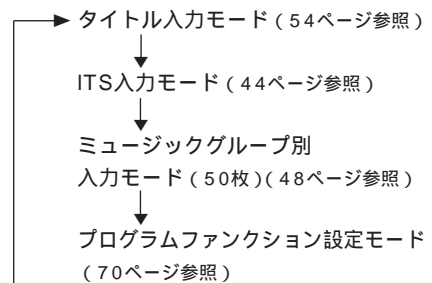 タイトル入力モード（54ページ参照）
ITS入力モード（44ページ参照）
ミュージックグループ別
入力モード（50枚）（48ページ参照）
プログラムファンクション設定モード
（70ページ参照）